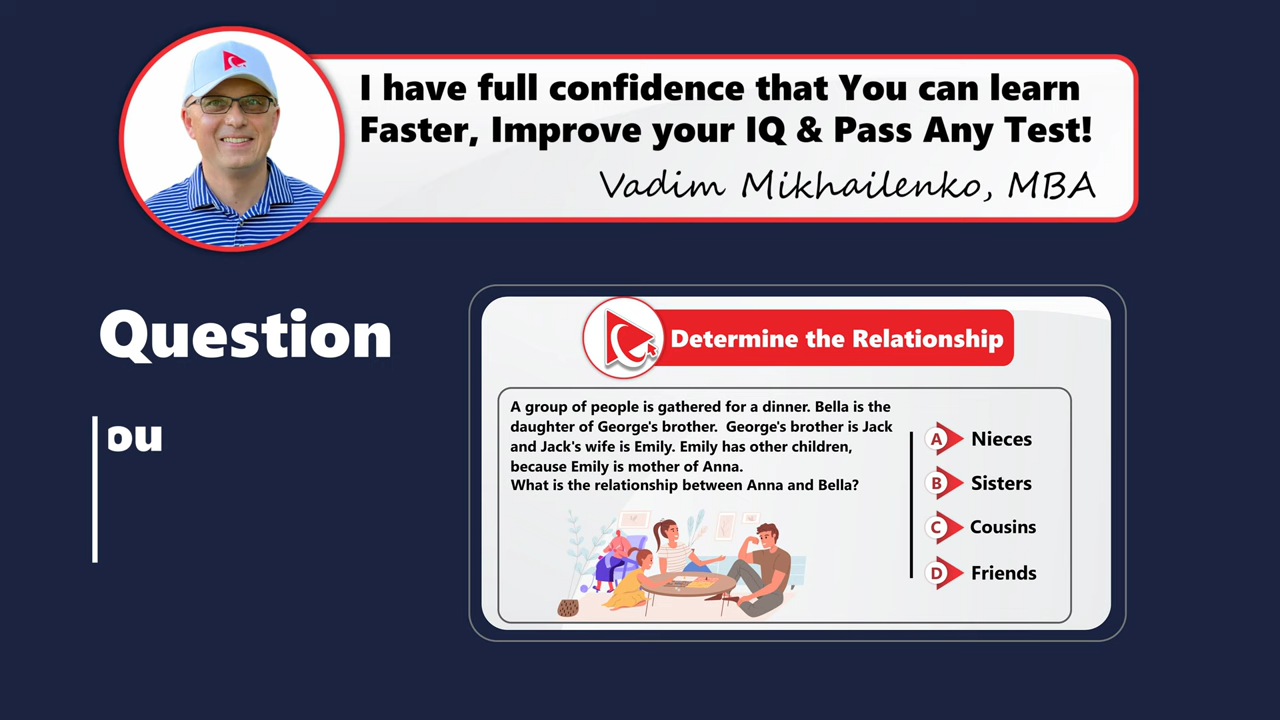 I have full confidence that You can learn
Faster, Improve your IQ & Pass Any Test!
Vadim Mikhailenko, MBA
Question
ou
Determine the Relationship
A group of people is gathered for a dinner. Bella is the
daughter of George's brother. George's brother is Jack
and Jack's wife is Emily. Emily has other children,
because Emily is mother of Anna.
What is the relationship between Anna and Bella?
A Nieces
B Sisters
C Cousins
D Friends